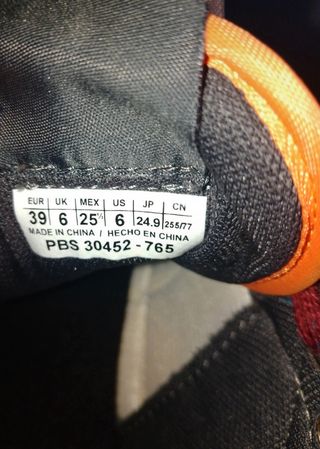 EUR UK MEX US JP CN
39 6 25½ 6 24.9 255/77
MADE IN CHINA / HECHO EN CHINA
PBS 30452 - 765